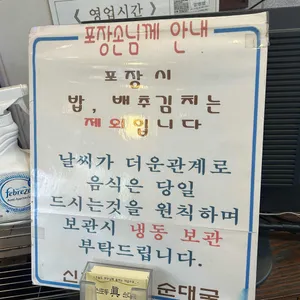 《영업시간》
포장손님께 안내
포장시
밥, 배추김치는
제외입니다
날씨가 더운관계로
음식은 당일
드시는것을 원칙하며
보관시 냉동 보관
부탁드립니다.
신 순대국
febreze
眞